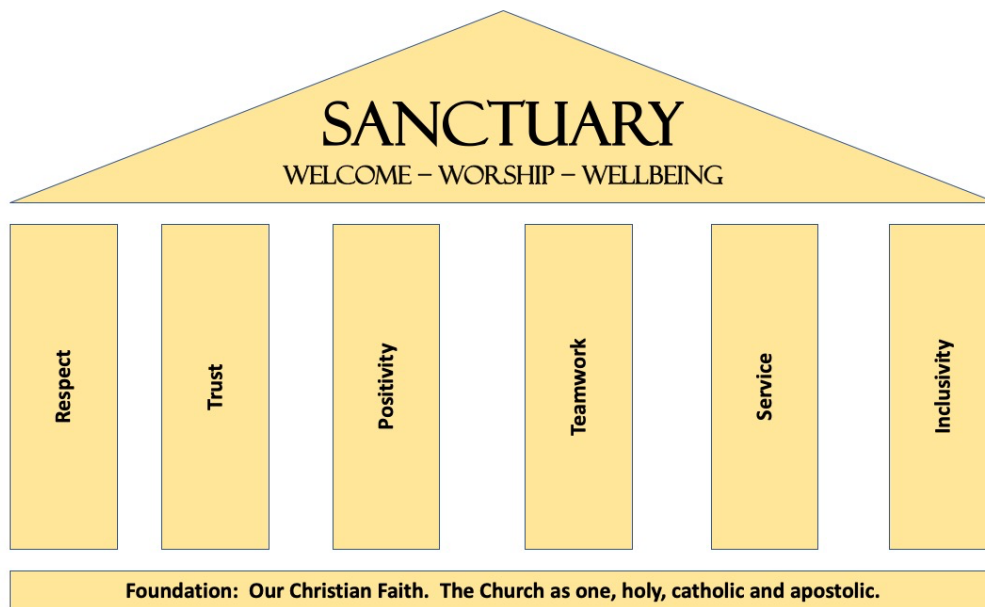 SANCTUARY
WELCOME – WORSHIP – WELLBEING
Respect
Trust
Positivity
Teamwork
Service
Inclusivity
Foundation:  Our Christian Faith.  The Church as one, holy, catholic and apostolic.